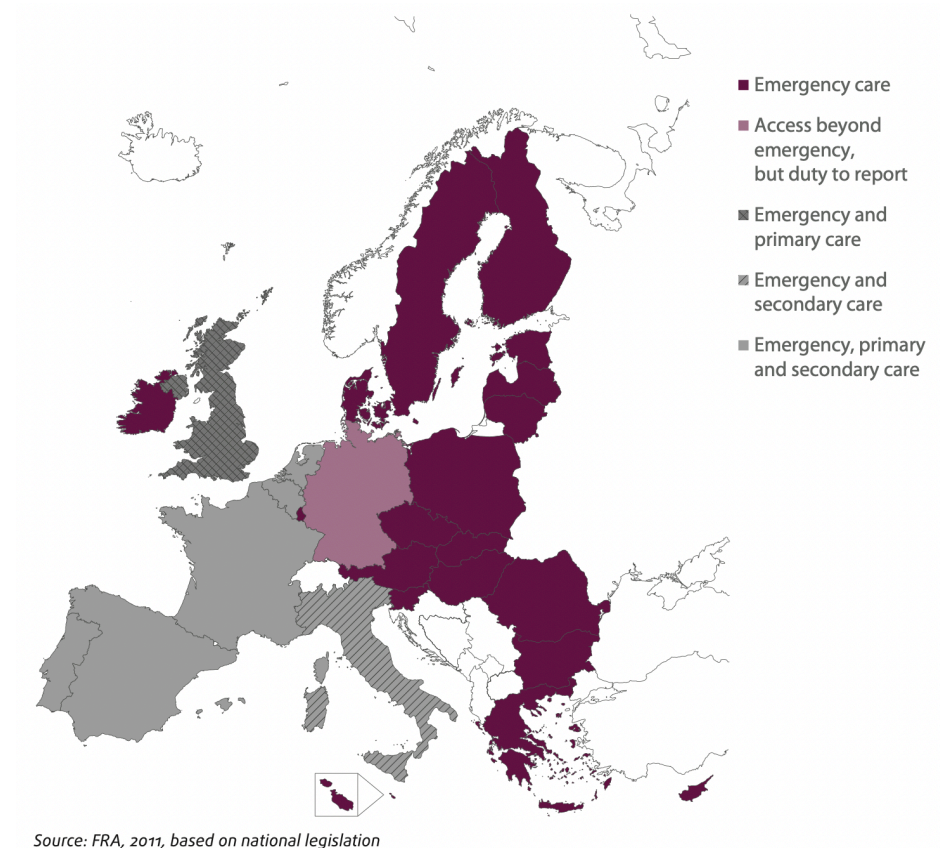 Emergency care
Access beyond
emergency,
but duty to report
Emergency and
primary care
Emergency and
secondary care
Emergency, primary
and secondary care
Source: FRA, 2011, based on national legislation